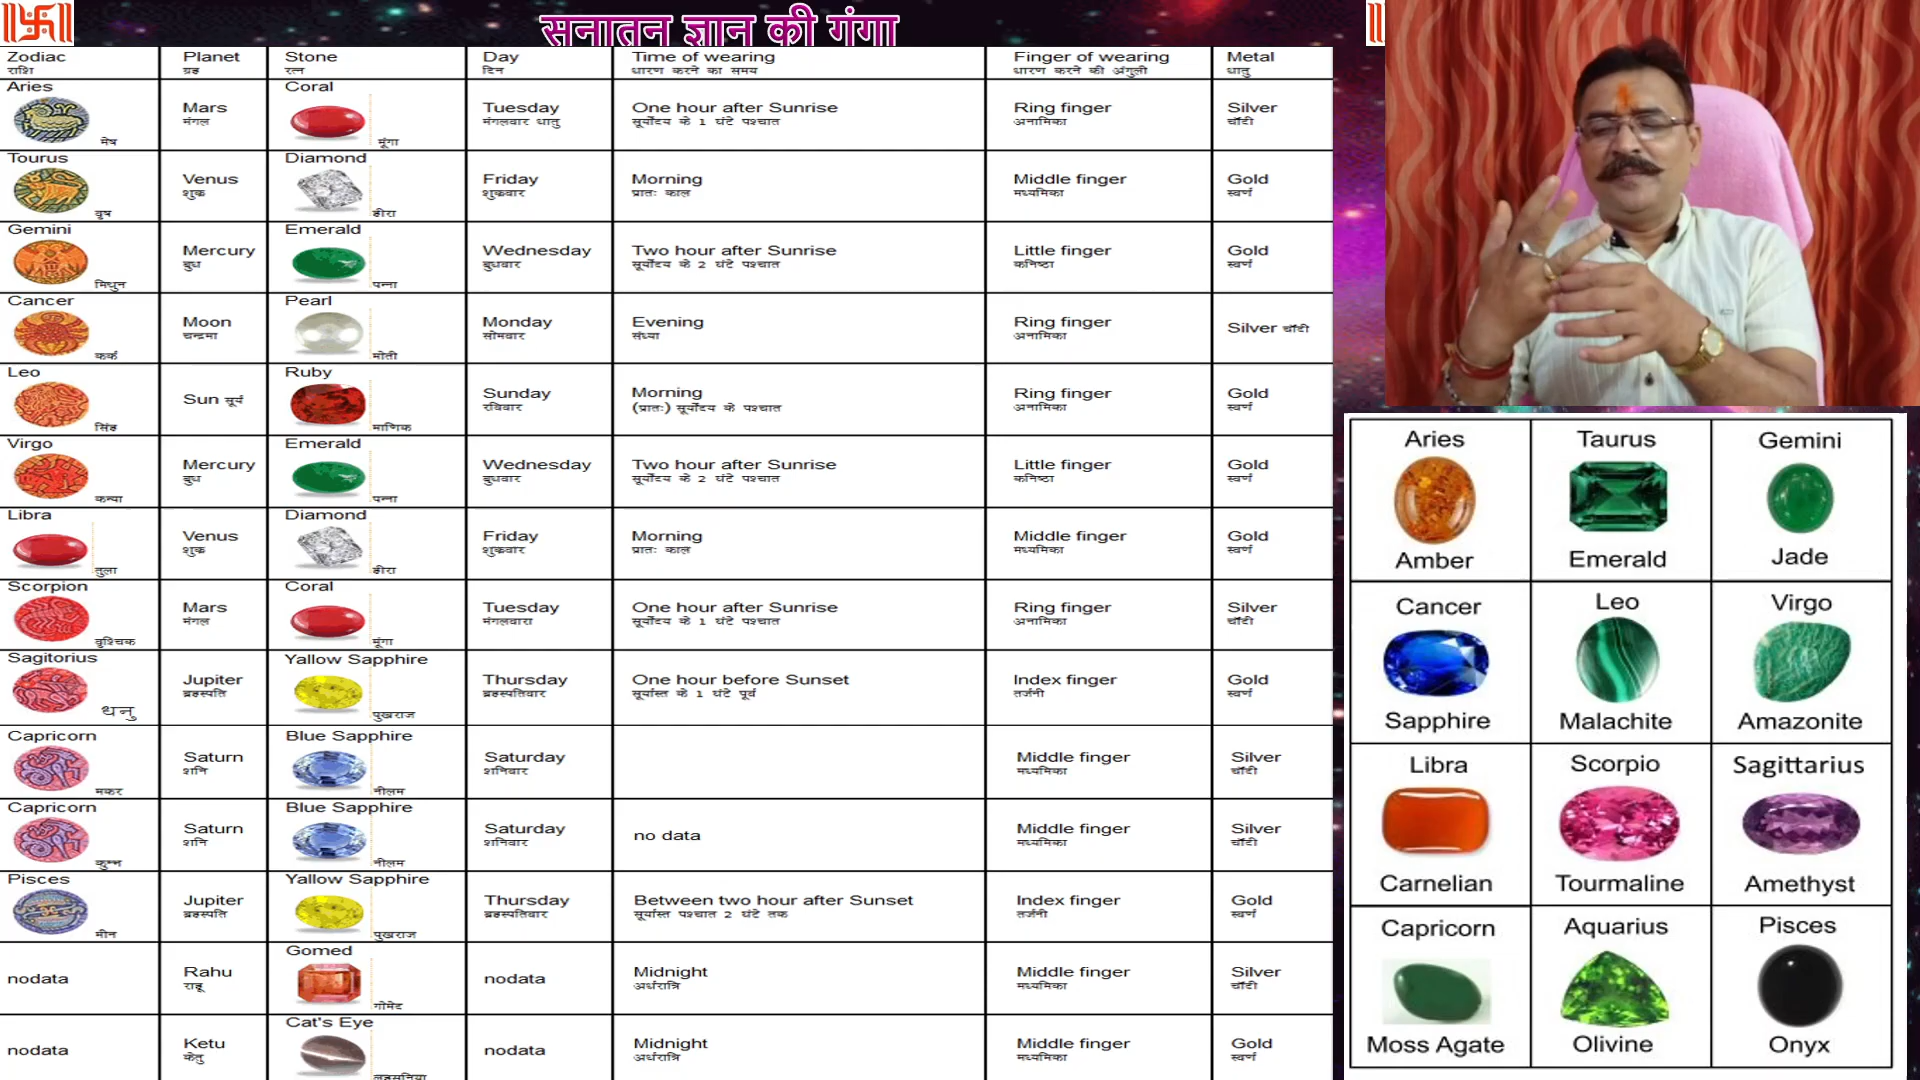 सनातन ज्ञान की गंगा
Zodiac Planet Stone Day Time of wearing Finger of wearing Metal
राशि ग्रह रत्न दिन धारण करने का समय धारण करने की अंगुली धातु
Aries Coral
Mars Tuesday One hour after Sunrise Ring finger Silver
मंगल मंगलवार धातु सूर्योदय के 1 घंटे पश्चात अनामिका चाँदी
मेष मूंगा
Tourus Diamond
Venus Friday Morning Middle finger Gold
शुक्र शुक्रवार प्रातः काल मध्यमिका स्वर्ण
वृष हीरा
Gemini Emerald
Mercury Wednesday Two hour after Sunrise Little finger Gold
बुध बुधवार सूर्योदय के 2 घंटे पश्चात कनिष्ठा स्वर्ण
मिथुन पन्ना
Cancer Pearl
Moon Monday Evening Ring finger Silver चाँदी
चन्द्रमा सोमवार संध्या अनामिका
कर्क मोती
Leo Ruby
Sun सूर्य Sunday Morning Ring finger Gold
रविवार (प्रातः) सूर्योदय के पश्चात अनामिका स्वर्ण
सिंह माणिक
Virgo Emerald
Mercury Wednesday Two hour after Sunrise Little finger Gold
बुध बुधवार सूर्योदय के 2 घंटे पश्चात कनिष्ठा स्वर्ण
कन्या पन्ना
Libra Diamond
Venus Friday Morning Middle finger Gold
शुक्र शुक्रवार प्रातः काल मध्यमिका स्वर्ण
तुला हीरा
Scorpion Coral
Mars Tuesday One hour after Sunrise Ring finger Silver
मंगल मंगलवारा सूर्योदय के 1 घंटे पश्चात अनामिका चाँदी
वृश्चिक मूंगा
Sagitorius Yallow Sapphire
Jupiter Thursday One hour before Sunset Index finger Gold
ब्रहस्पति ब्रहस्पतिवार सूर्यास्त के 1 घंटे पूर्व तर्जनी स्वर्ण
धनु पुखराज
Capricorn Blue Sapphire
Saturn Saturday Middle finger Silver
शनि शनिवार मध्यमिका चाँदी
मकर नीलम
Capricorn Blue Sapphire
Saturn Saturday no data Middle finger Silver
शनि शनिवार मध्यमिका चाँदी
कुम्भ नीलम
Pisces Yallow Sapphire
Jupiter Thursday Between two hour after Sunset Index finger Gold
ब्रहस्पति ब्रहस्पतिवार सूर्यास्त पश्चात 2 घंटे तक तर्जनी स्वर्ण
मीन पुखराज
Gomed
nodata Rahu nodata Midnight Middle finger Silver
राहू अर्धरात्रि मध्यमिका चाँदी
गोमेद
Cat's Eye
nodata Ketu nodata Midnight Middle finger Gold
केतु अर्धरात्रि मध्यमिका स्वर्ण
लहसुनिया
Aries Taurus Gemini
Amber Emerald Jade
Cancer Leo Virgo
Sapphire Malachite Amazonite
Libra Scorpio Sagittarius
Carnelian Tourmaline Amethyst
Capricorn Aquarius Pisces
Moss Agate Olivine Onyx